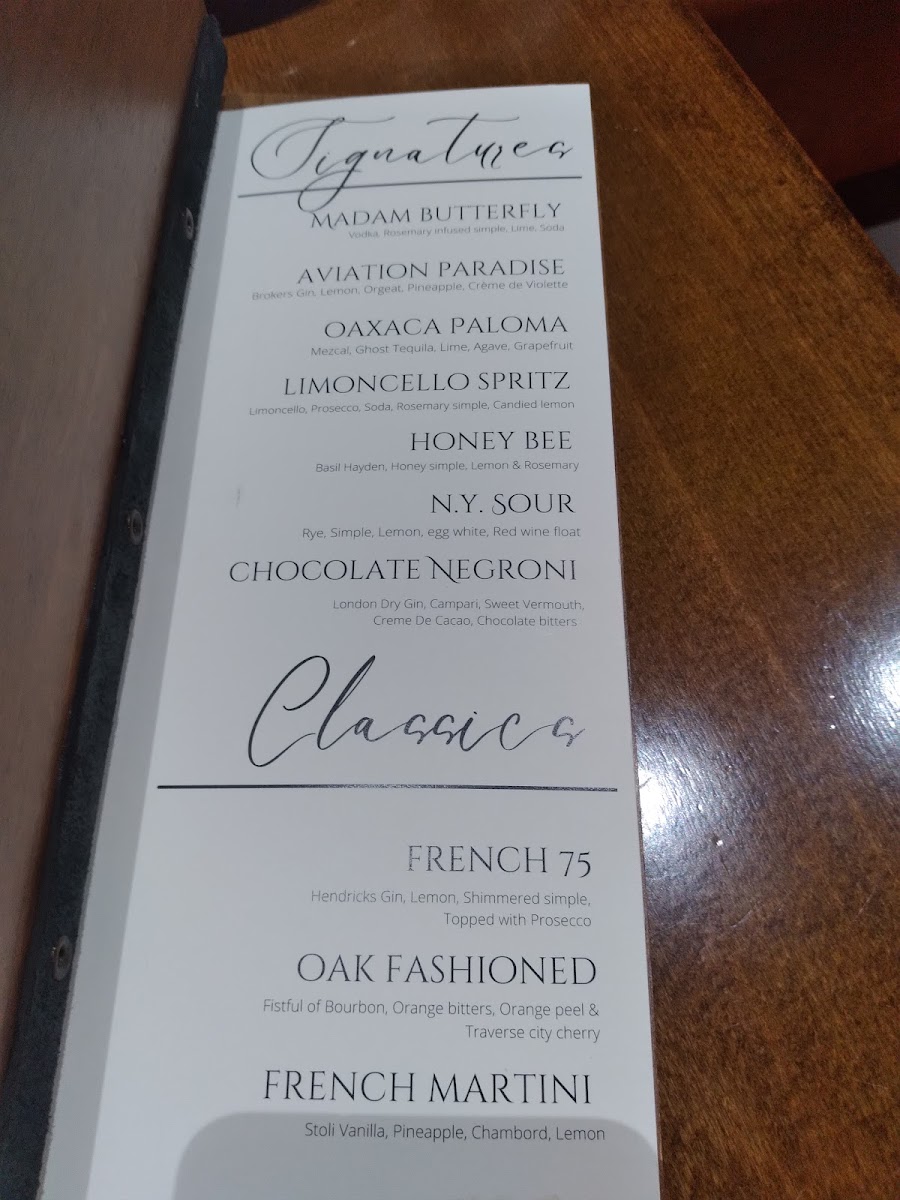 Signatures
MADAM BUTTERFLY
Vodka, Rosemary infused simple, Lime, Soda
AVIATION PARADISE
Brokers Gin, Lemon, Orgeat, Pineapple, Crême de Violette
OAXACA PALOMA
Mezcal, Ghost Tequila, Lime, Agave, Grapefruit
LIMONCELLO SPRITZ
Limoncello, Prosecco, Soda, Rosemary simple, Candied lemon
HONEY BEE
Basil Hayden, Honey simple, Lemon & Rosemary
N.Y. SOUR
Rye, Simple, Lemon, egg white, Red wine float
CHOCOLATE NEGRONI
London Dry Gin, Campari, Sweet Vermouth,
Creme De Cacao, Chocolate bitters
Classics
FRENCH 75
Hendricks Gin, Lemon, Shimmered simple,
Topped with Prosecco
OAK FASHIONED
Fistful of Bourbon, Orange bitters, Orange peel &
Traverse city cherry
FRENCH MARTINI
Stoli Vanilla, Pineapple, Chambord, Lemon